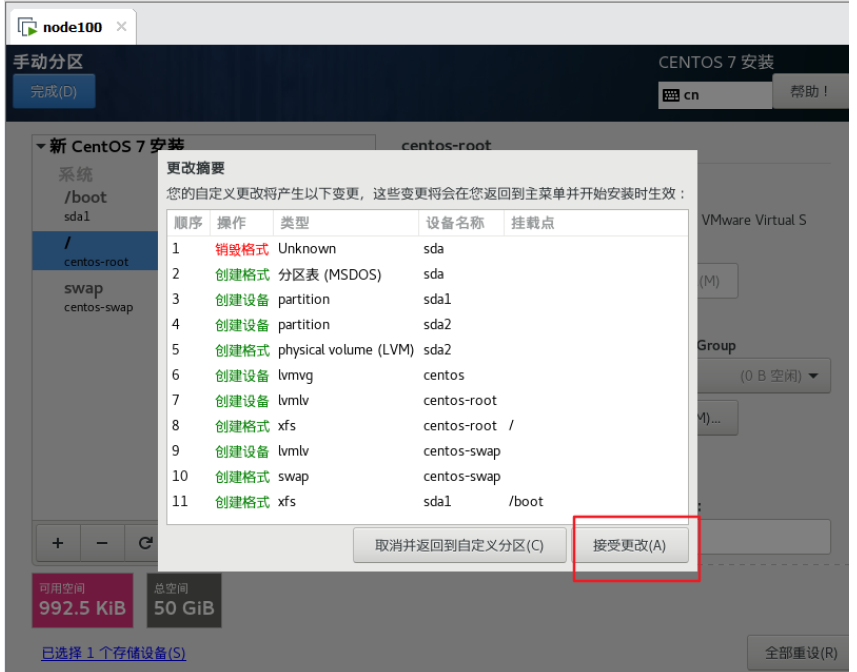 node100 ×
手动分区
CENTOS 7 安装
完成(D)
cn
帮助！
新 CentOS 7 安装
centos-root
系统
/boot
sda1
/
centos-root
swap
centos-swap
更改摘要
您的自定义更改将产生以下变更，这些变更将会在您返回到主菜单并开始安装时生效：
顺序 操作 类型 设备名称 挂载点
1 销毁格式 Unknown sda
2 创建格式 分区表 (MSDOS) sda
3 创建设备 partition sda1
4 创建设备 partition sda2
5 创建格式 physical volume (LVM) sda2
6 创建设备 lvmvg centos
7 创建设备 lvmlv centos-root
8 创建格式 xfs centos-root /
9 创建设备 lvmlv centos-swap
10 创建格式 swap centos-swap
11 创建格式 xfs sda1 /boot
取消并返回到自定义分区(C)
接受更改(A)
VMware Virtual S
(M)
Group
(0 B 空闲)
M)...
:
+ −
可用空间
992.5 KiB
总空间
50 GiB
已选择 1 个存储设备(S)
全部重设(R)